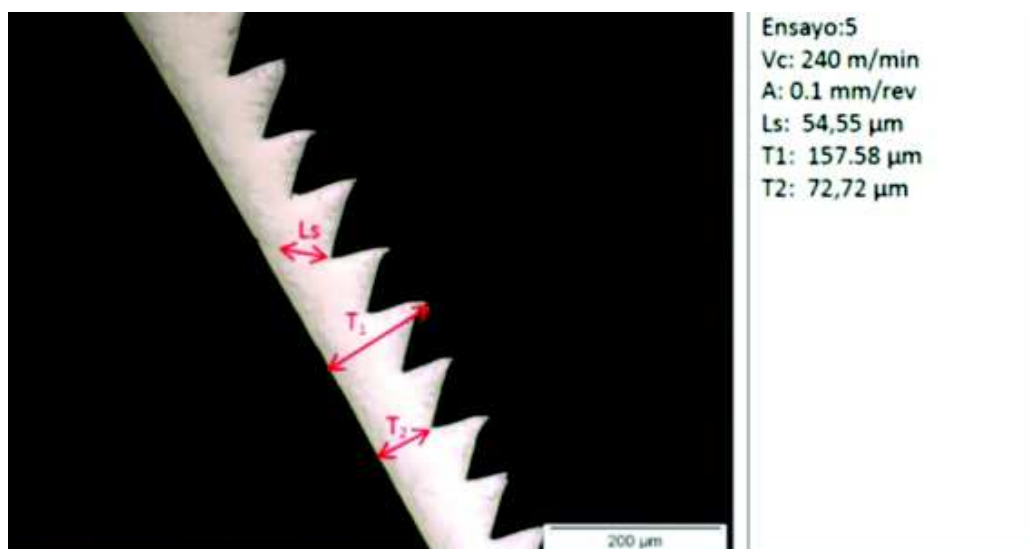 Ensayo:5
Vc: 240 m/min
A: 0.1 mm/rev
Ls: 54,55 µm
T1: 157.58 µm
T2: 72,72 µm
Ls
T₁
T₂
200 µm